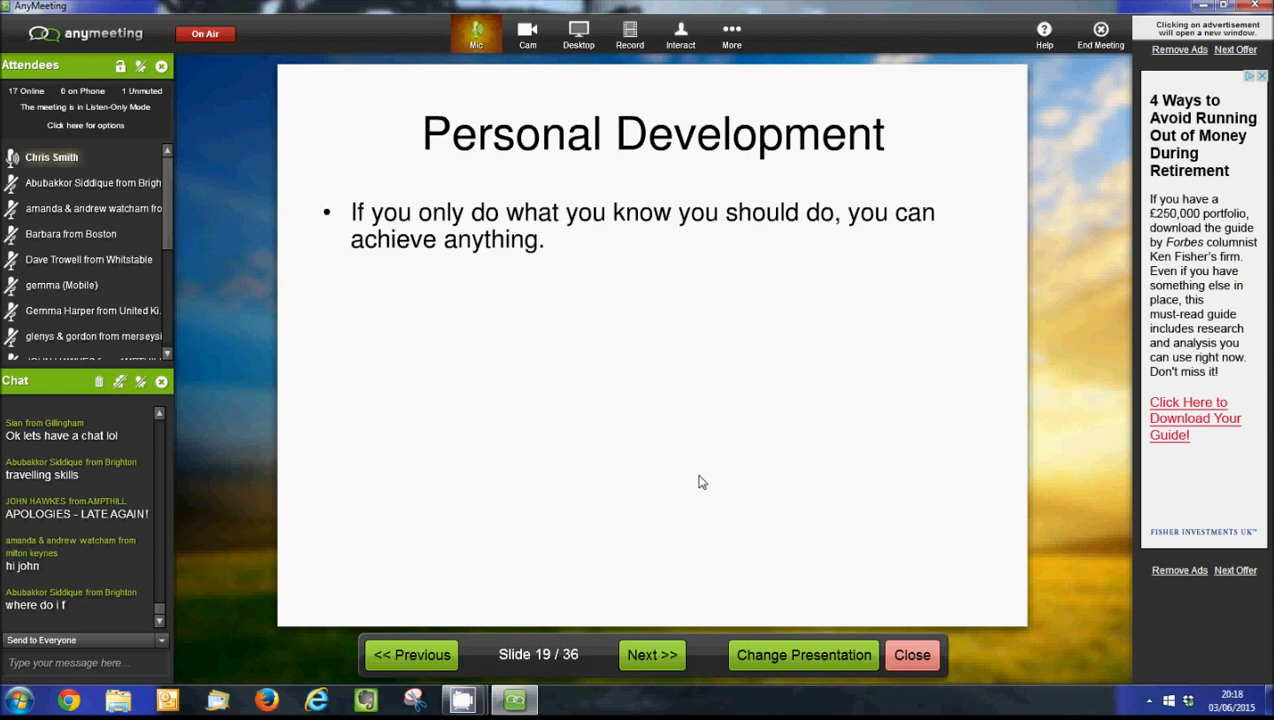 AnyMeeting
anymeeting
On Air
Mic
Cam
Desktop
Record
Interact
More
Help
End Meeting
Clicking on advertisement
will open a new window.
Remove Ads Next Offer
Attendees
17 Online 0 on Phone 1 Unmuted
The meeting is in Listen-Only Mode
Click here for options
Chris Smith
Abubakkor Siddique from Brigh
amanda & andrew watcham fro
Barbara from Boston
Dave Trowell from Whitstable
gemma (Mobile)
Gemma Harper from United Ki.
glenys & gordon from merseysi
JOHN HAWKES from AMPTHILL
Chat
Sian from Gillingham
Ok lets have a chat lol
Abubakkor Siddique from Brighton
travelling skills
JOHN HAWKES from AMPTHILL
APOLOGIES - LATE AGAIN!
amanda & andrew watcham from
milton keynes
hi john
Abubakkor Siddique from Brighton
where do i f
Send to Everyone
Type your message here...
Personal Development
• If you only do what you know you should do, you can
achieve anything.
<< Previous
Slide 19 / 36
Next >>
Change Presentation
Close
4 Ways to
Avoid Running
Out of Money
During
Retirement
If you have a
£250,000 portfolio,
download the guide
by Forbes columnist
Ken Fisher's firm.
Even if you have
something else in
place, this
must-read guide
includes research
and analysis you
can use right now.
Don't miss it!
Click Here to
Download Your
Guide!
FISHER INVESTMENTS UK™
Remove Ads Next Offer
20:18
03/06/2015